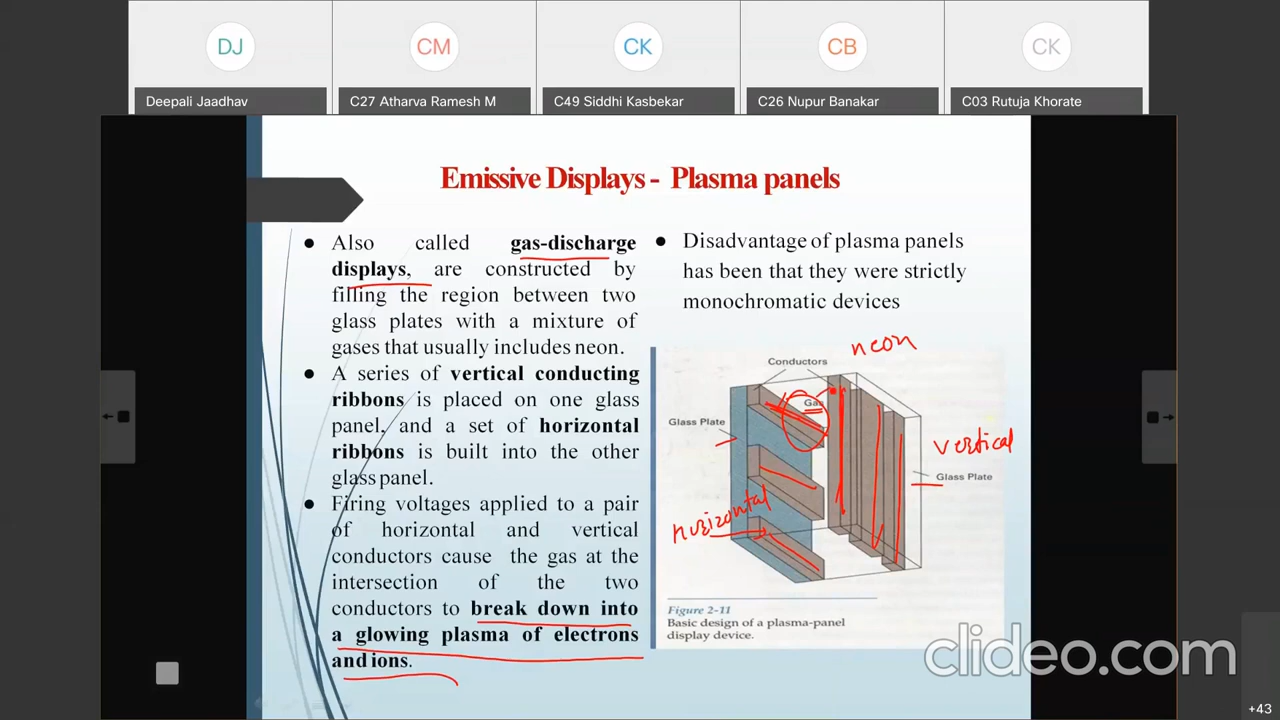 DJ
CM
CK
CB
CK
Deepali Jaadhav
C27 Atharva Ramesh M
C49 Siddhi Kasbekar
C26 Nupur Banakar
C03 Rutuja Khorate
Emissive Displays - Plasma panels
● Also called gas-discharge
displays, are constructed by
filling the region between two
glass plates with a mixture of
gases that usually includes neon.
● A series of vertical conducting
ribbons is placed on one glass
panel, and a set of horizontal
ribbons is built into the other
glass panel.
● Firing voltages applied to a pair
of horizontal and vertical
conductors cause the gas at the
intersection of the two
conductors to break down into
a glowing plasma of electrons
and ions.
● Disadvantage of plasma panels
has been that they were strictly
monochromatic devices
neon
Conductors
Gas
Glass Plate
vertical
Glass Plate
horizontal
Figure 2-11
Basic design of a plasma-panel
display device.
clideo.com
+43